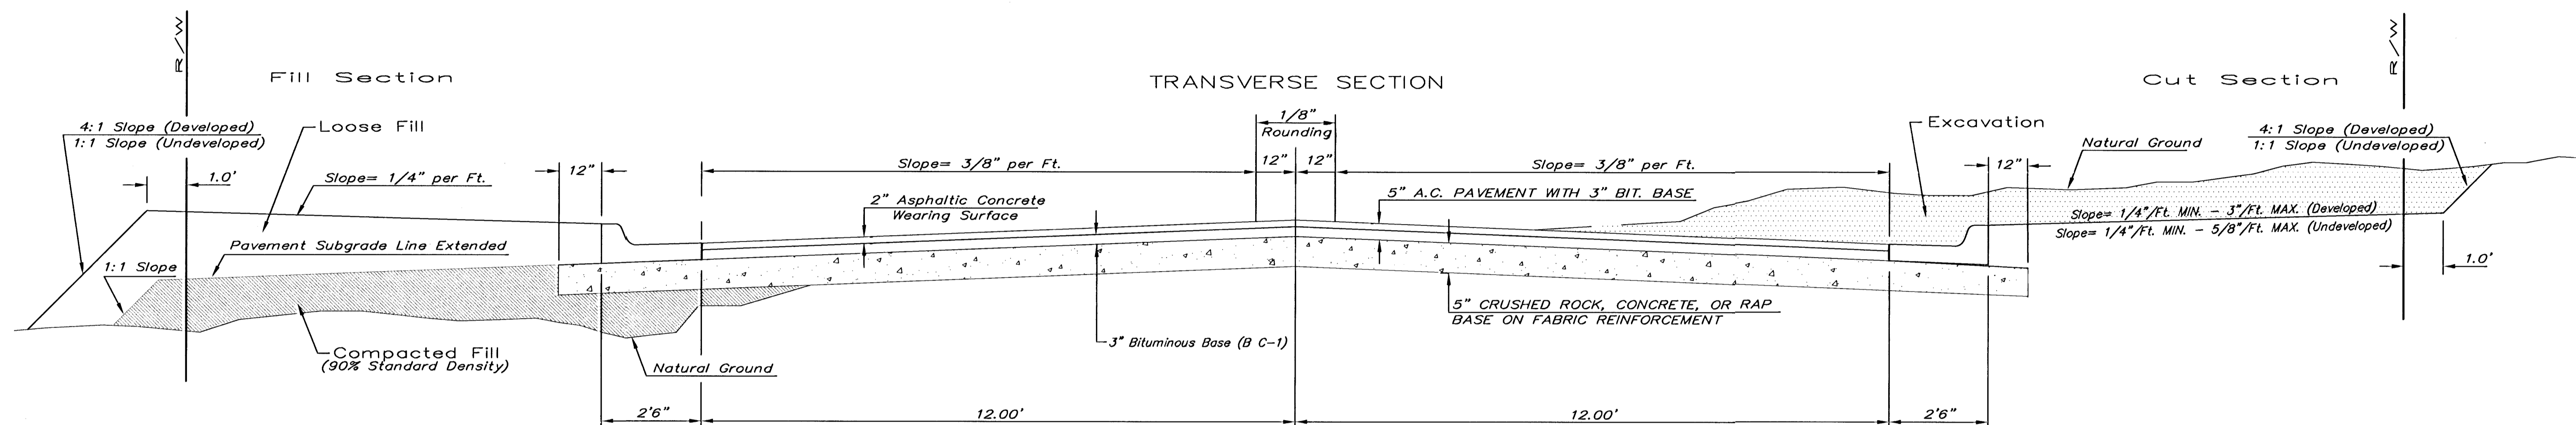 R/W
Fill Section
TRANSVERSE SECTION
Cut Section
R/W
4:1 Slope (Developed)
1:1 Slope (Undeveloped)
Loose Fill
1/8"
Rounding
Excavation
Natural Ground
4:1 Slope (Developed)
1:1 Slope (Undeveloped)
1.0'
Slope= 1/4" per Ft.
12"
Slope= 3/8" per Ft.
12"
12"
Slope= 3/8" per Ft.
12"
2" Asphaltic Concrete
Wearing Surface
5" A.C. PAVEMENT WITH 3" BIT. BASE
Slope= 1/4"/Ft. MIN. - 3"/Ft. MAX. (Developed)
Slope= 1/4"/Ft. MIN. - 5/8"/Ft. MAX. (Undeveloped)
Pavement Subgrade Line Extended
1:1 Slope
1.0'
5" CRUSHED ROCK, CONCRETE, OR RAP
BASE ON FABRIC REINFORCEMENT
3" Bituminous Base (B C-1)
Compacted Fill
(90% Standard Density)
Natural Ground
2'6"
12.00'
12.00'
2'6"